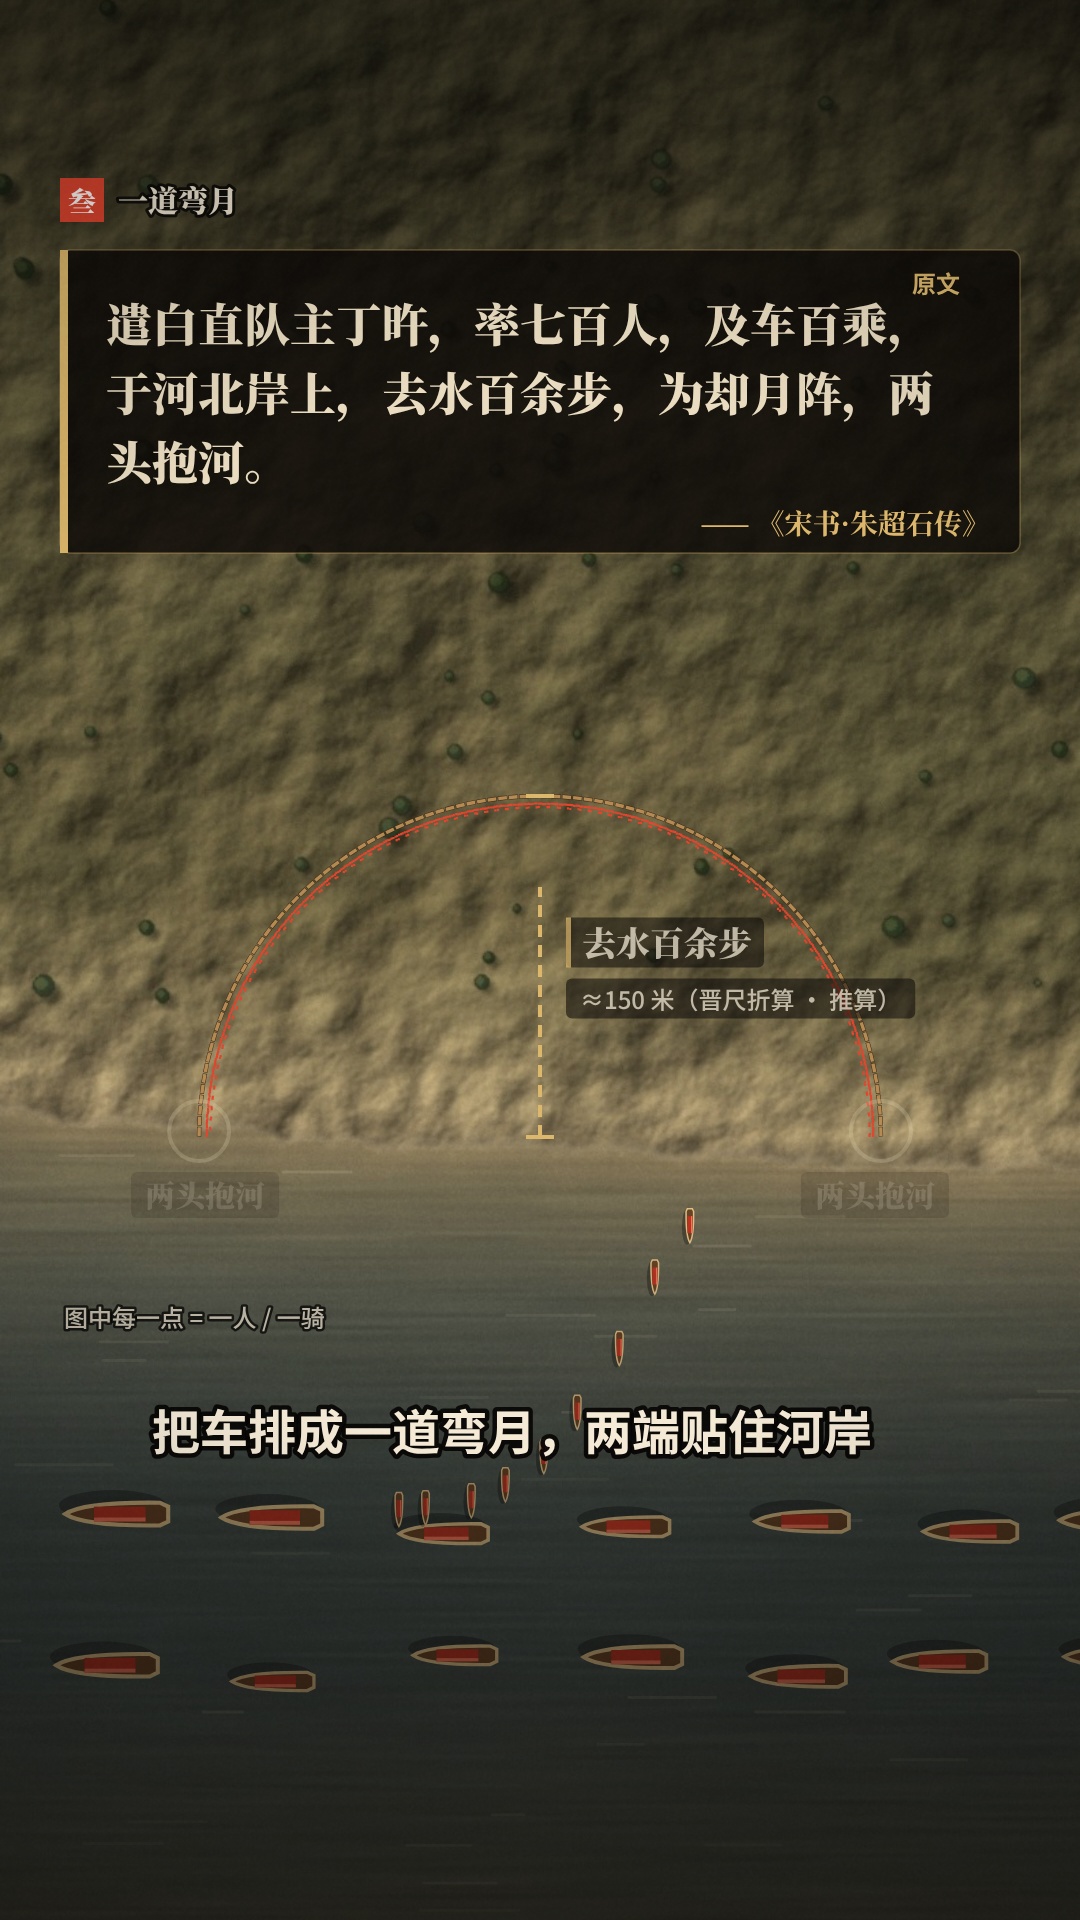 叁 一道弯月
原文
遣白直队主丁旿，率七百人，及车百乘，
于河北岸上，去水百余步，为却月阵，两
头抱河。
—— 《宋书·朱超石传》
去水百余步
≈150 米（晋尺折算 · 推算）
两头抱河 两头抱河
图中每一点 = 一人 / 一骑
把车排成一道弯月，两端贴住河岸